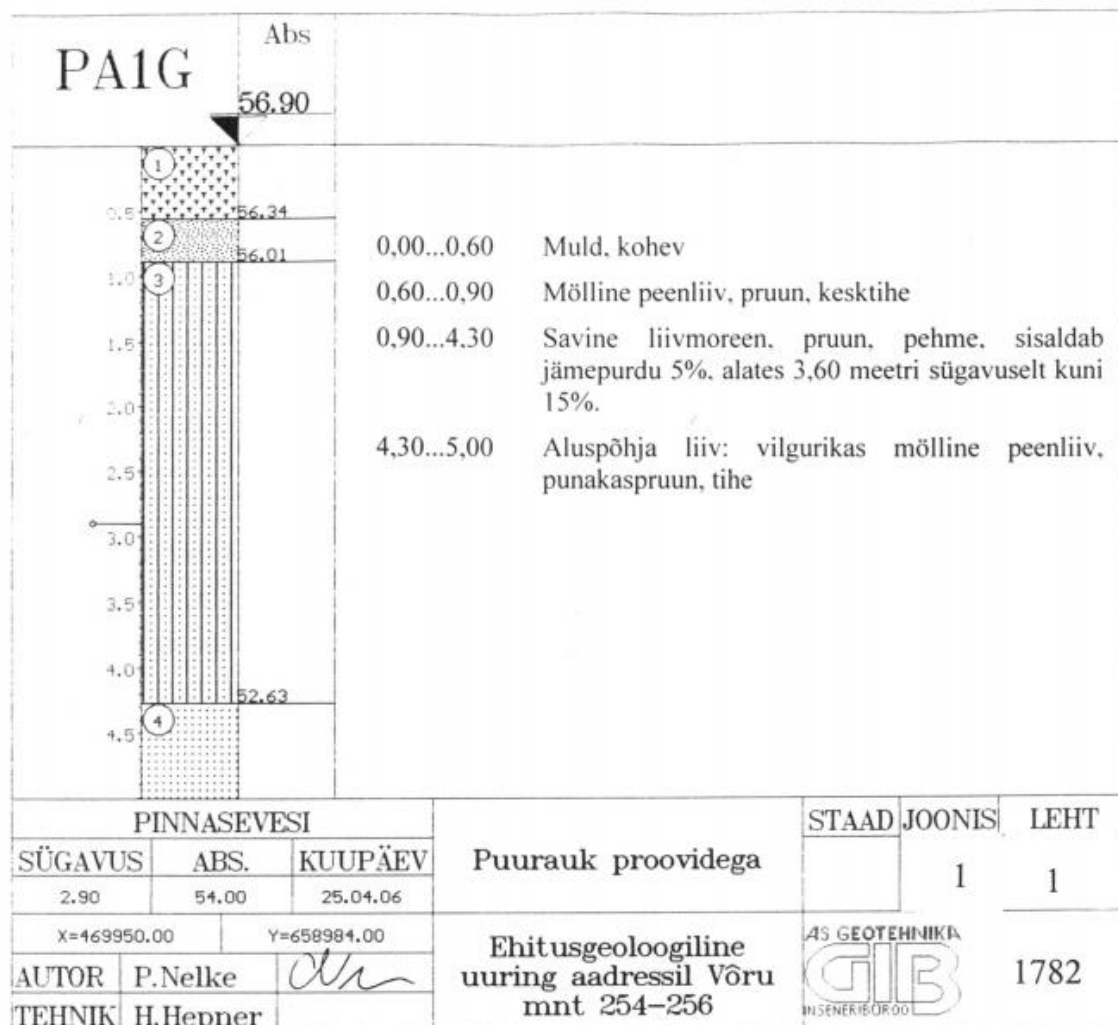 PA1G
Abs
56.90
1
0.5
56.34
2
56.01
1.0
3
1.5
2.0
2.5
3.0
3.5
4.0
52.63
4
4.5
0,00...0,60 Muld, kohev
0,60...0,90 Mölline peenliiv, pruun, kesktihe
0,90...4,30 Savine liivmoreen, pruun, pehme, sisaldab
jämepurdu 5%, alates 3,60 meetri sügavuselt kuni
15%.
4,30...5,00 Aluspõhja liiv: vilgurikas mölline peenliiv,
punakaspruun, tihe
PINNASEVESI
SÜGAVUS ABS. KUUPÄEV
2.90 54.00 25.04.06
X=469950.00 Y=658984.00
AUTOR P.Nelke
TEHNIK H.Hepner
Puurauk proovidega
Ehitusgeoloogiline
uuring aadressil Võru
mnt 254-256
STAAD JOONIS LEHT
1 1
AS GEOTEHNIKA
GIB
INSENERIBÜROO
1782